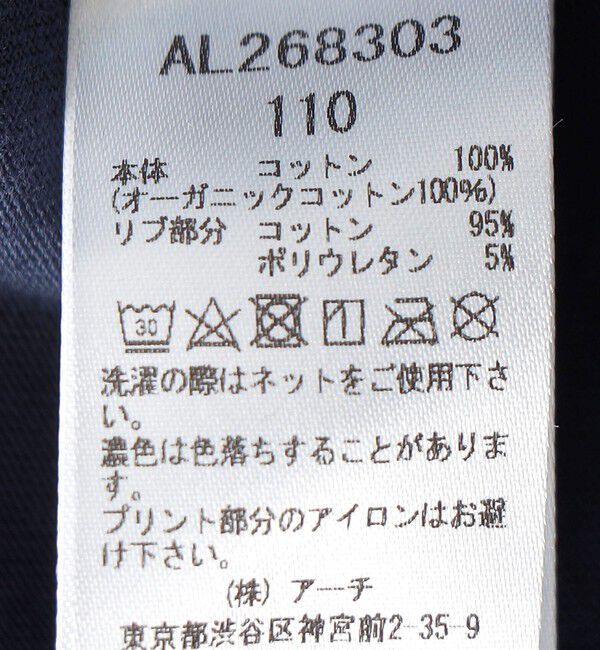 AL268303
110
本体 コットン 100%
(オーガニックコットン100%)
リブ部分 コットン 95%
ポリウレタン 5%
30
洗濯の際はネットをご使用下さ
い。
濃色は色落ちすることがありま
す。
プリント部分のアイロンはお避
け下さい。
(株) アーチ
東京都渋谷区神宮前2-35-9